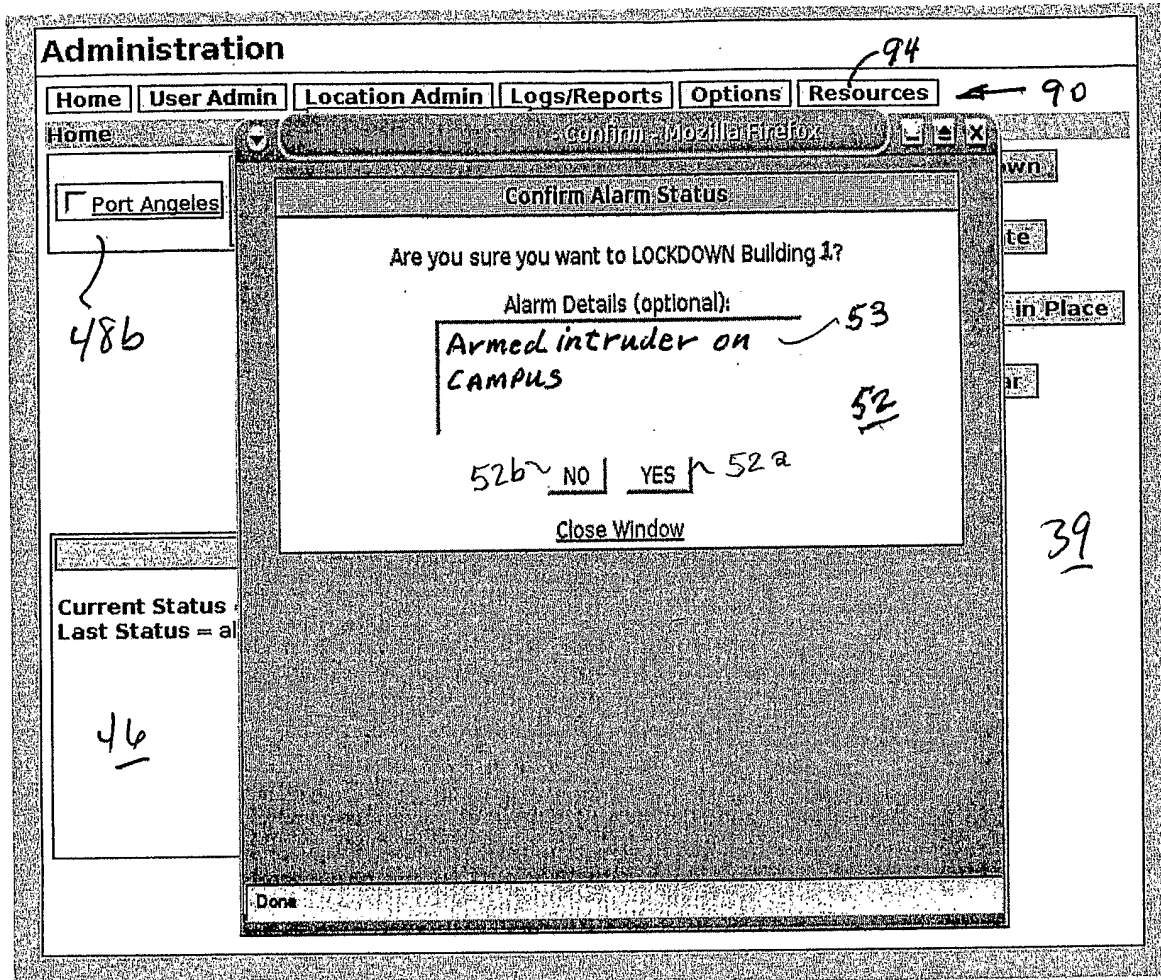 Administration
94
Home User Admin Location Admin Logs/Reports Options Resources
90
Home
- Confirm - Mozilla Firefox
X
wn
Confirm Alarm Status
Port Angeles
te
Are you sure you want to LOCKDOWN Building 1?
Alarm Details (optional):
in Place
53
48b
Armed intruder on
CAMPUS
ar
52
52b NO YES 52a
Close Window
39
Current Status =
Last Status = al
46
Done